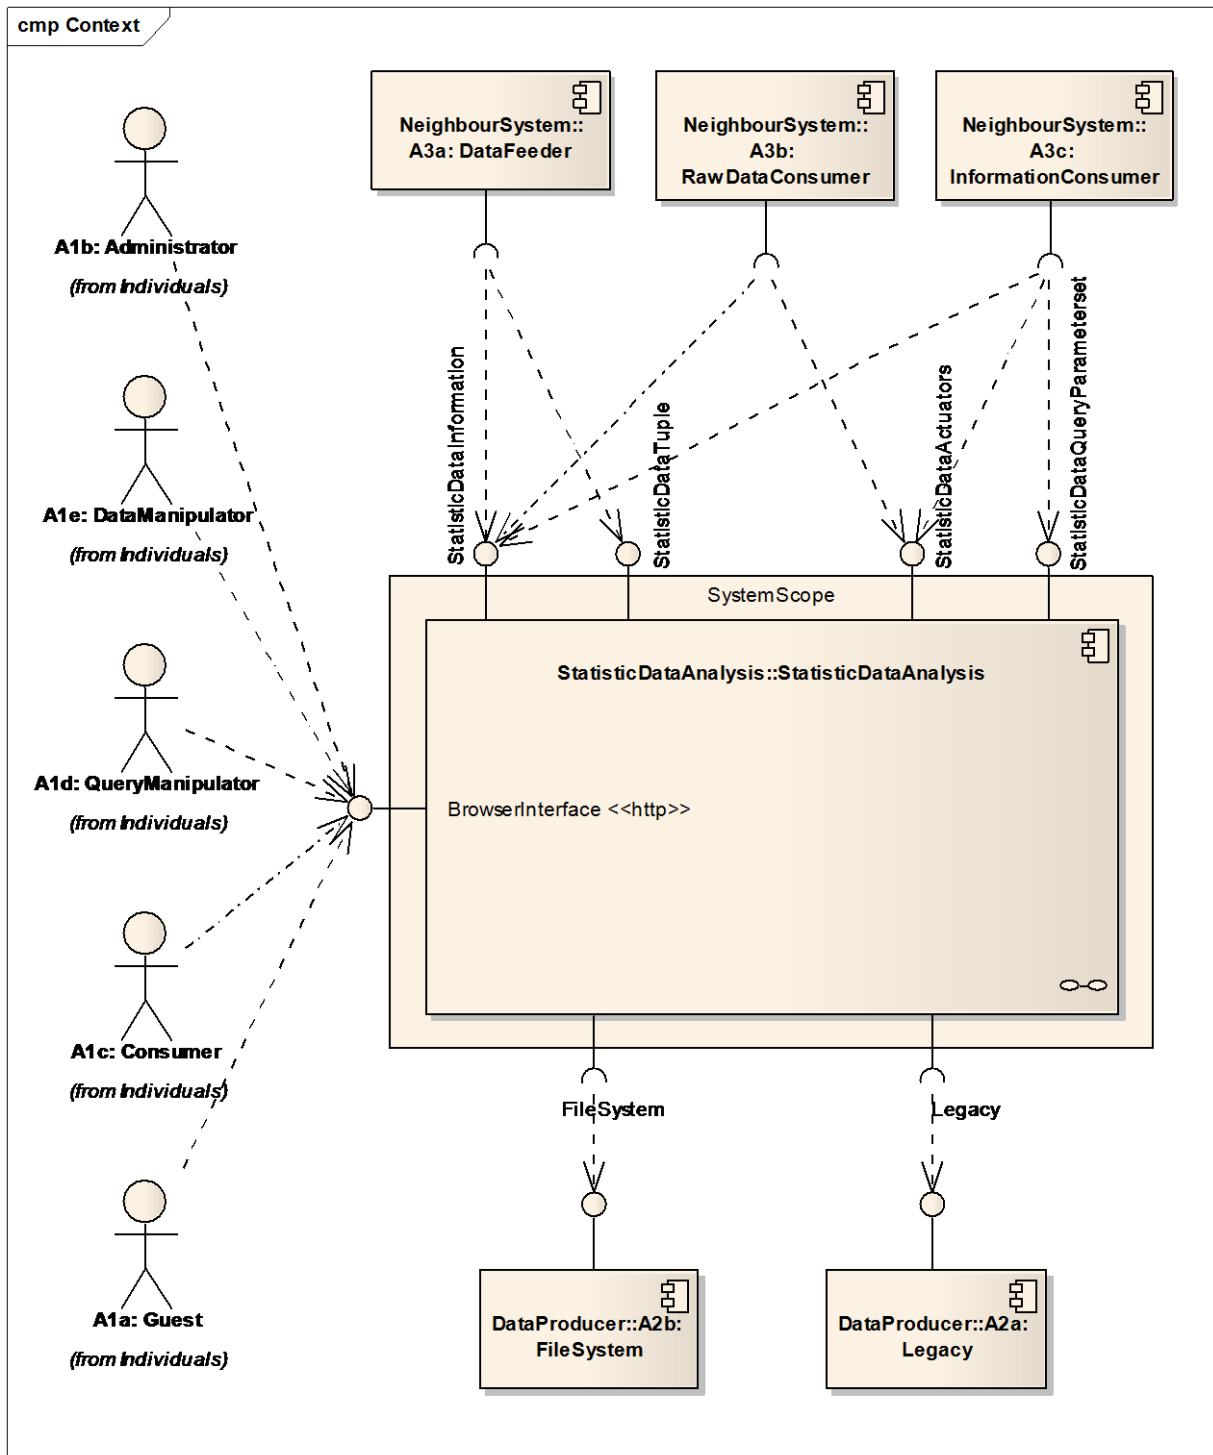 cmp Context
NeighbourSystem::
A3a: DataFeeder
NeighbourSystem::
A3b:
RawDataConsumer
NeighbourSystem::
A3c:
InformationConsumer
A1b: Administrator
(from Individuals)
A1e: DataManipulator
(from Individuals)
A1d: QueryManipulator
(from Individuals)
A1c: Consumer
(from Individuals)
A1a: Guest
(from Individuals)
StatisticDataInformation
StatisticDataTuple
StatisticDataActuators
StatisticDataQueryParameterset
SystemScope
StatisticDataAnalysis::StatisticDataAnalysis
BrowserInterface <<http>>
FileSystem
Legacy
DataProducer::A2b:
FileSystem
DataProducer::A2a:
Legacy